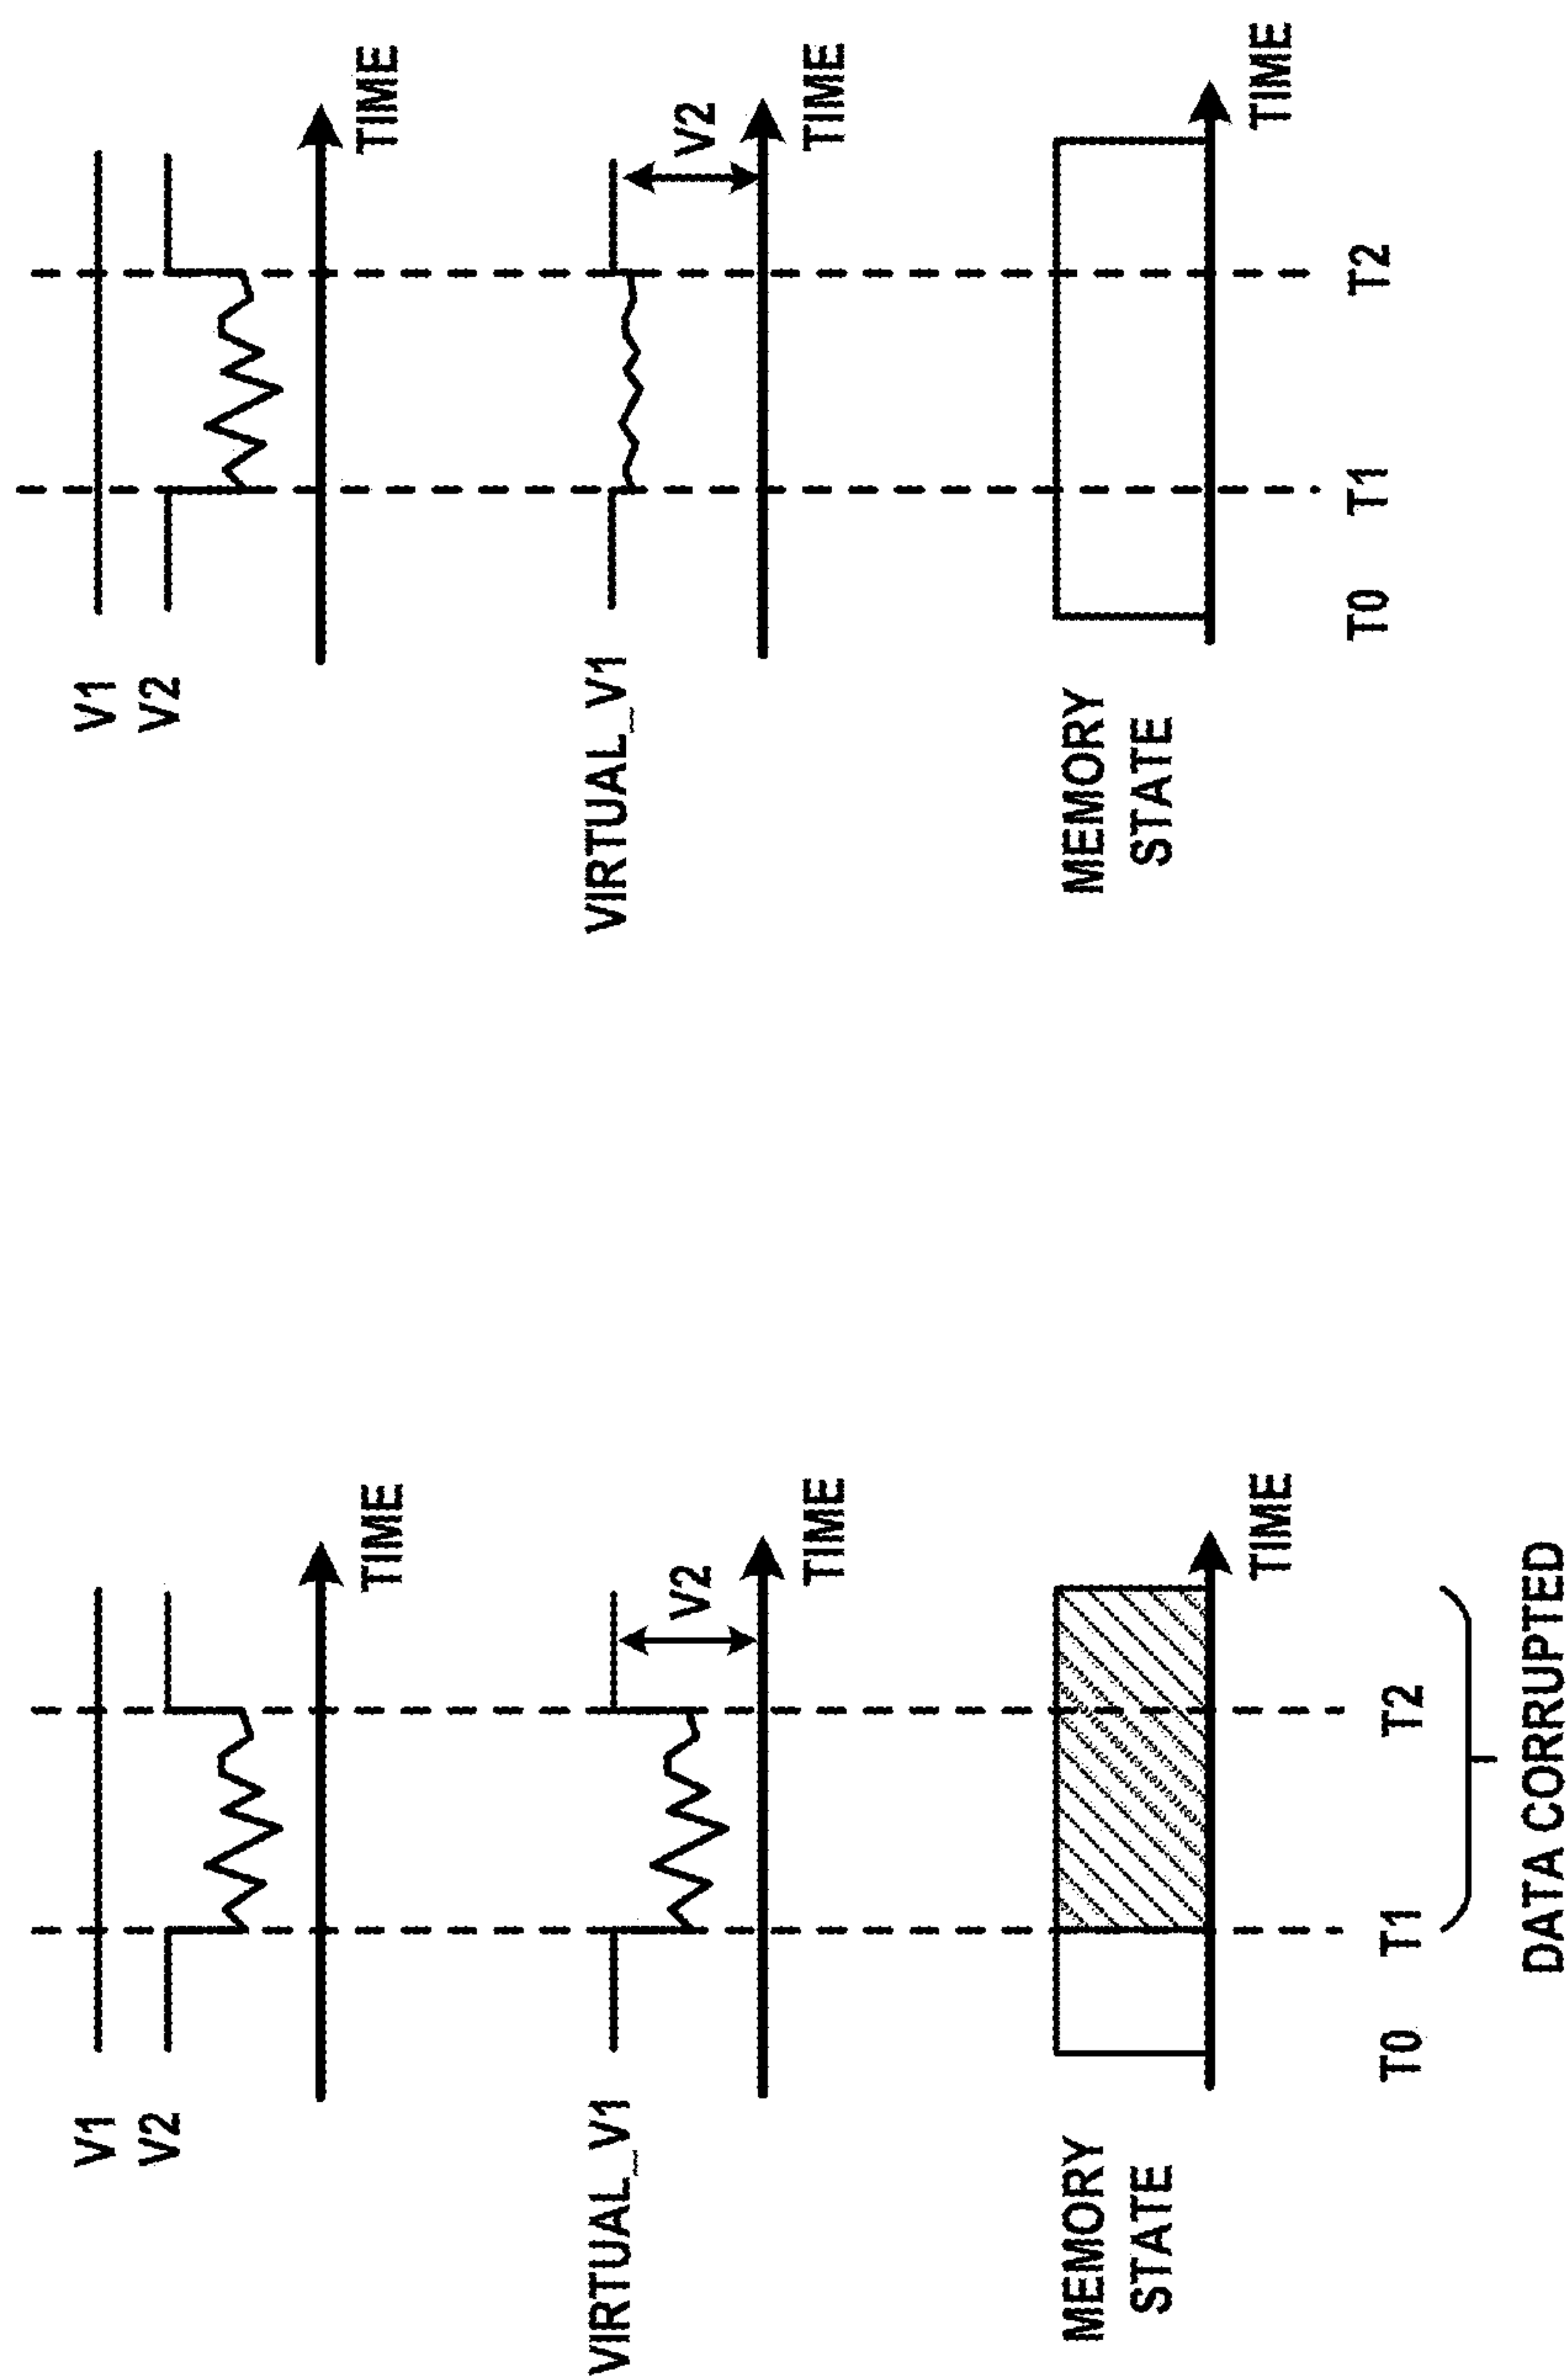 V1
V2
TIME
VIRTUAL_V1
V2
TIME
MEMORY
STATE
TIME
T0
T1
T2
DATA CORRUPTED
V1
V2
TIME
VIRTUAL_V1
V2
TIME
MEMORY
STATE
TIME
T0
T1
T2